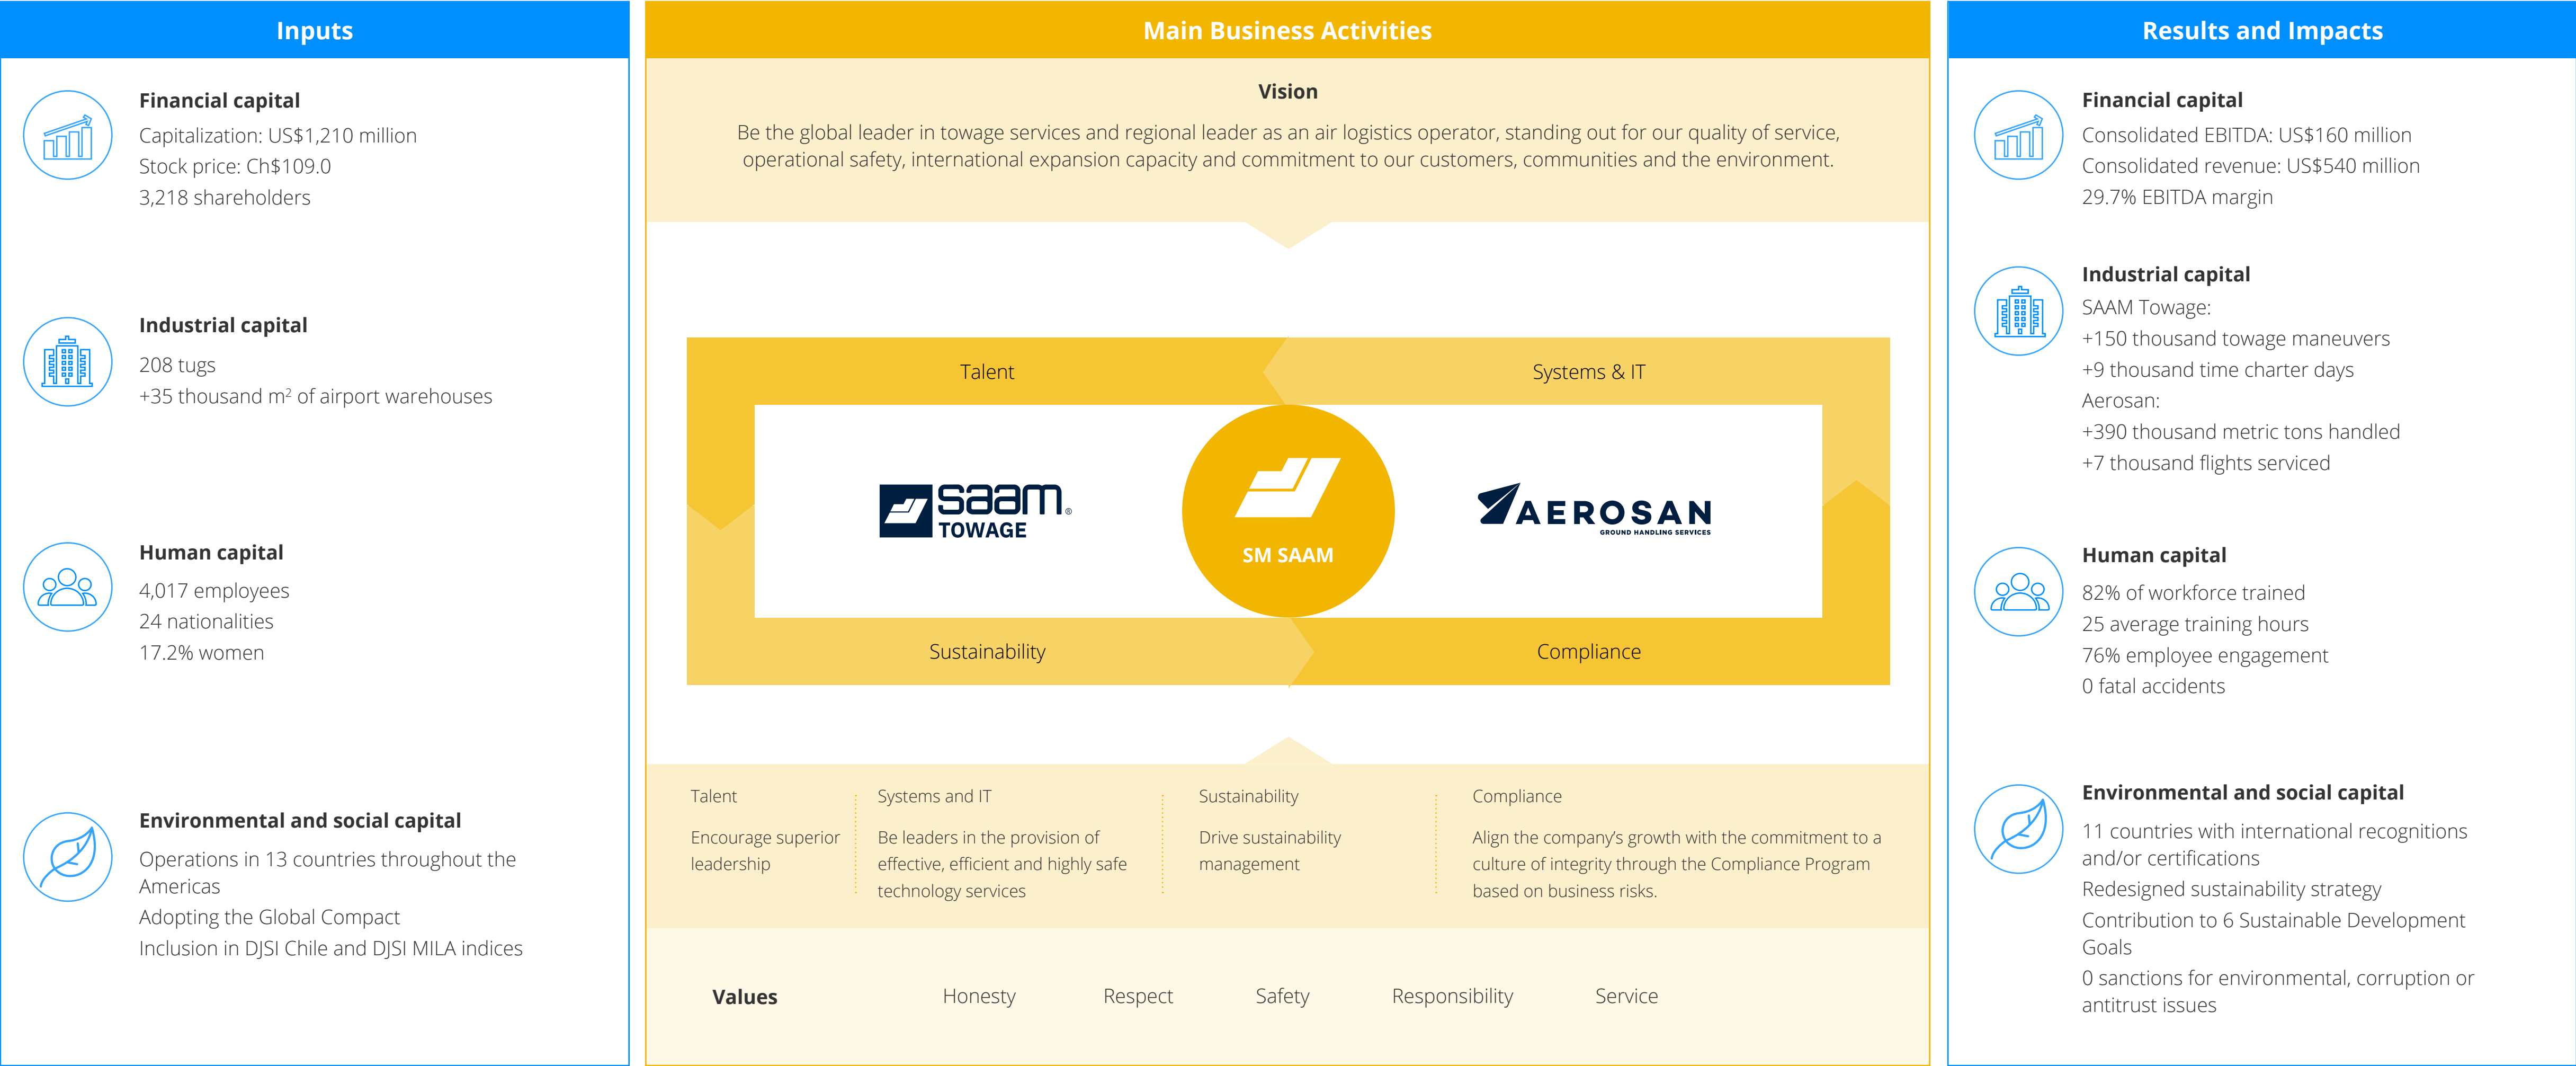 Inputs
Financial capital
Capitalization: US$1,210 million
Stock price: Ch$109.0
3,218 shareholders
Industrial capital
208 tugs
+35 thousand m² of airport warehouses
Human capital
4,017 employees
24 nationalities
17.2% women
Environmental and social capital
Operations in 13 countries throughout the
Americas
Adopting the Global Compact
Inclusion in DJSI Chile and DJSI MILA indices
Main Business Activities
Vision
Be the global leader in towage services and regional leader as an air logistics operator, standing out for our quality of service,
operational safety, international expansion capacity and commitment to our customers, communities and the environment.
Talent
Systems & IT
saam®
TOWAGE
SM SAAM
AEROSAN
GROUND HANDLING SERVICES
Sustainability
Compliance
Talent
Encourage superior
leadership
Systems and IT
Be leaders in the provision of
effective, efficient and highly safe
technology services
Sustainability
Drive sustainability
management
Compliance
Align the company’s growth with the commitment to a
culture of integrity through the Compliance Program
based on business risks.
Values
Honesty
Respect
Safety
Responsibility
Service
Results and Impacts
Financial capital
Consolidated EBITDA: US$160 million
Consolidated revenue: US$540 million
29.7% EBITDA margin
Industrial capital
SAAM Towage:
+150 thousand towage maneuvers
+9 thousand time charter days
Aerosan:
+390 thousand metric tons handled
+7 thousand flights serviced
Human capital
82% of workforce trained
25 average training hours
76% employee engagement
0 fatal accidents
Environmental and social capital
11 countries with international recognitions
and/or certifications
Redesigned sustainability strategy
Contribution to 6 Sustainable Development
Goals
0 sanctions for environmental, corruption or
antitrust issues